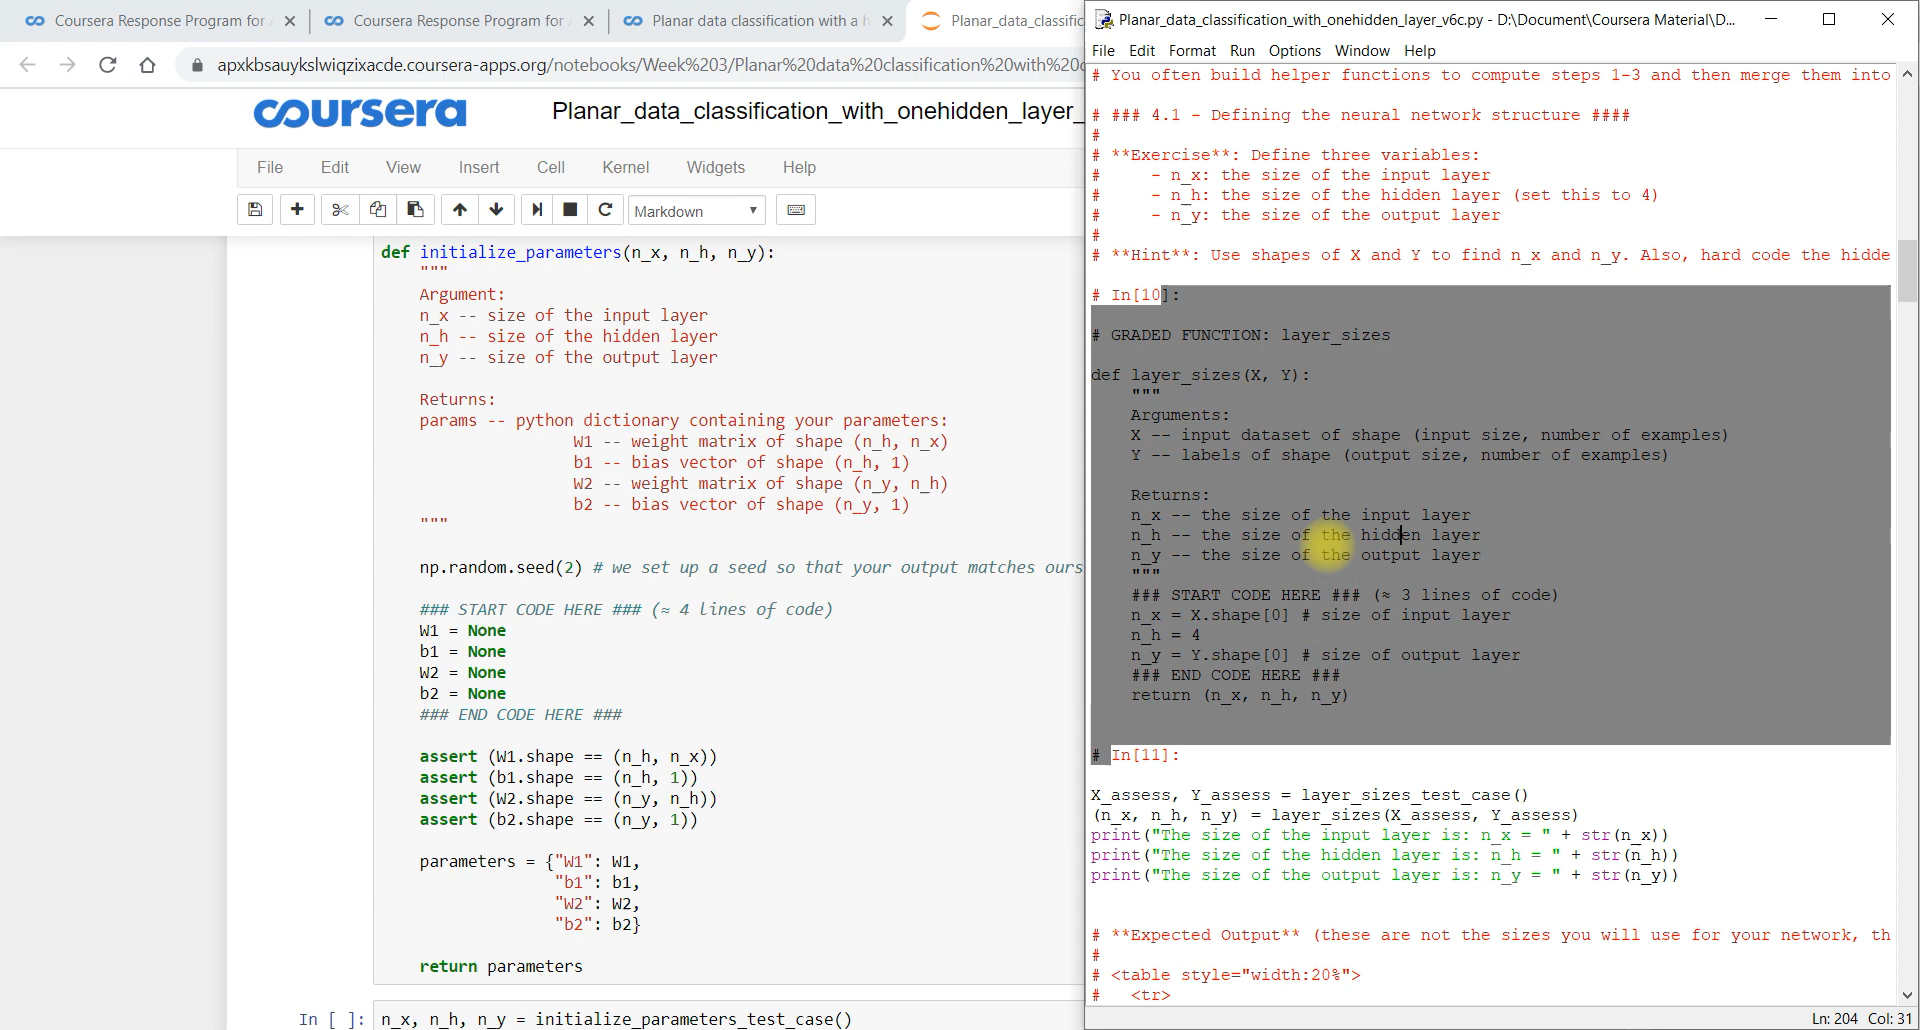 Coursera Response Program for
Coursera Response Program for
Planar data classification with a h
Planar_data_classific
apxkbsauykslwiqzixacde.coursera-apps.org/notebooks/Week%203/Planar%20data%20classification%20with%20
coursera
Planar_data_classification_with_onehidden_layer_
File Edit View Insert Cell Kernel Widgets Help
Markdown
def initialize_parameters(n_x, n_h, n_y):
"""
Argument:
n_x -- size of the input layer
n_h -- size of the hidden layer
n_y -- size of the output layer
Returns:
params -- python dictionary containing your parameters:
W1 -- weight matrix of shape (n_h, n_x)
b1 -- bias vector of shape (n_h, 1)
W2 -- weight matrix of shape (n_y, n_h)
b2 -- bias vector of shape (n_y, 1)
"""
np.random.seed(2) # we set up a seed so that your output matches ours
### START CODE HERE ### (≈ 4 lines of code)
W1 = None
b1 = None
W2 = None
b2 = None
### END CODE HERE ###
assert (W1.shape == (n_h, n_x))
assert (b1.shape == (n_h, 1))
assert (W2.shape == (n_y, n_h))
assert (b2.shape == (n_y, 1))
parameters = {"W1": W1,
"b1": b1,
"W2": W2,
"b2": b2}
return parameters
In [ ]: n_x, n_h, n_y = initialize_parameters_test_case()
Planar_data_classification_with_onehidden_layer_v6c.py - D:\Document\Coursera Material\D...
File Edit Format Run Options Window Help
# You often build helper functions to compute steps 1-3 and then merge them into
# ### 4.1 - Defining the neural network structure ####
#
# **Exercise**: Define three variables:
#     - n_x: the size of the input layer
#     - n_h: the size of the hidden layer (set this to 4)
#     - n_y: the size of the output layer
#
# **Hint**: Use shapes of X and Y to find n_x and n_y. Also, hard code the hidde
# In[10]:
# GRADED FUNCTION: layer_sizes
def layer_sizes(X, Y):
"""
Arguments:
X -- input dataset of shape (input size, number of examples)
Y -- labels of shape (output size, number of examples)
Returns:
n_x -- the size of the input layer
n_h -- the size of the hidden layer
n_y -- the size of the output layer
"""
### START CODE HERE ### (≈ 3 lines of code)
n_x = X.shape[0] # size of input layer
n_h = 4
n_y = Y.shape[0] # size of output layer
### END CODE HERE ###
return (n_x, n_h, n_y)
# In[11]:
X_assess, Y_assess = layer_sizes_test_case()
(n_x, n_h, n_y) = layer_sizes(X_assess, Y_assess)
print("The size of the input layer is: n_x = " + str(n_x))
print("The size of the hidden layer is: n_h = " + str(n_h))
print("The size of the output layer is: n_y = " + str(n_y))
# **Expected Output** (these are not the sizes you will use for your network, th
#
# <table style="width:20%">
#   <tr>
Ln: 204 Col: 31